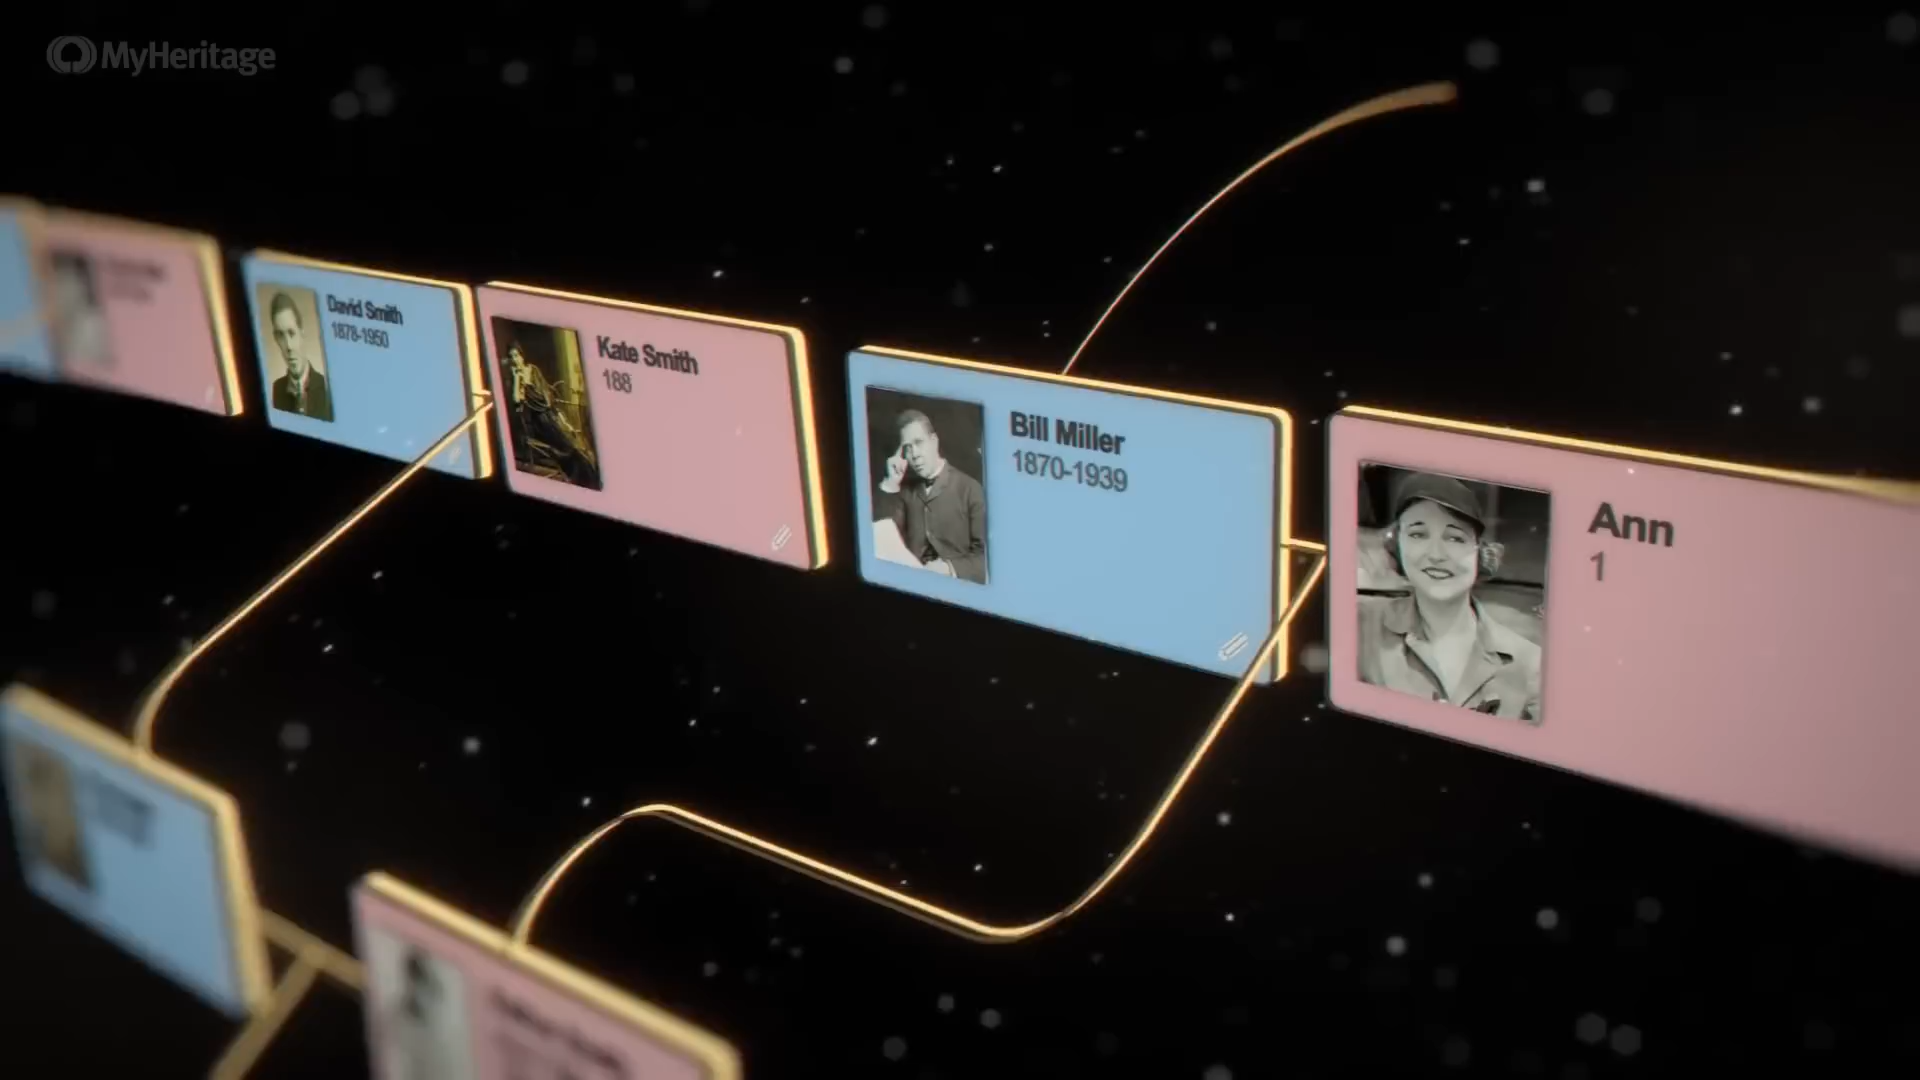 MyHeritage
David Smith
1878-1950
Kate Smith
188
Bill Miller
1870-1939
Ann
1